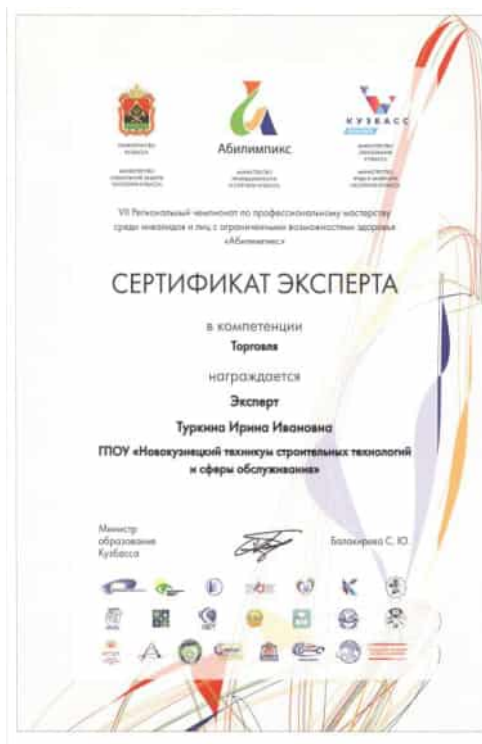 Абилимпикс
КУЗБАСС
VII Региональный чемпионат по профессиональному мастерству
среди инвалидов и лиц с ограниченными возможностями здоровья
«Абилимпикс»
СЕРТИФИКАТ ЭКСПЕРТА
в компетенции
Торговля
награждается
Эксперт
Туркина Ирина Ивановна
ГПОУ «Новокузнецкий техникум строительных технологий
и сферы обслуживания»
Министр
образования
Кузбасса
Балакирева С. Ю.